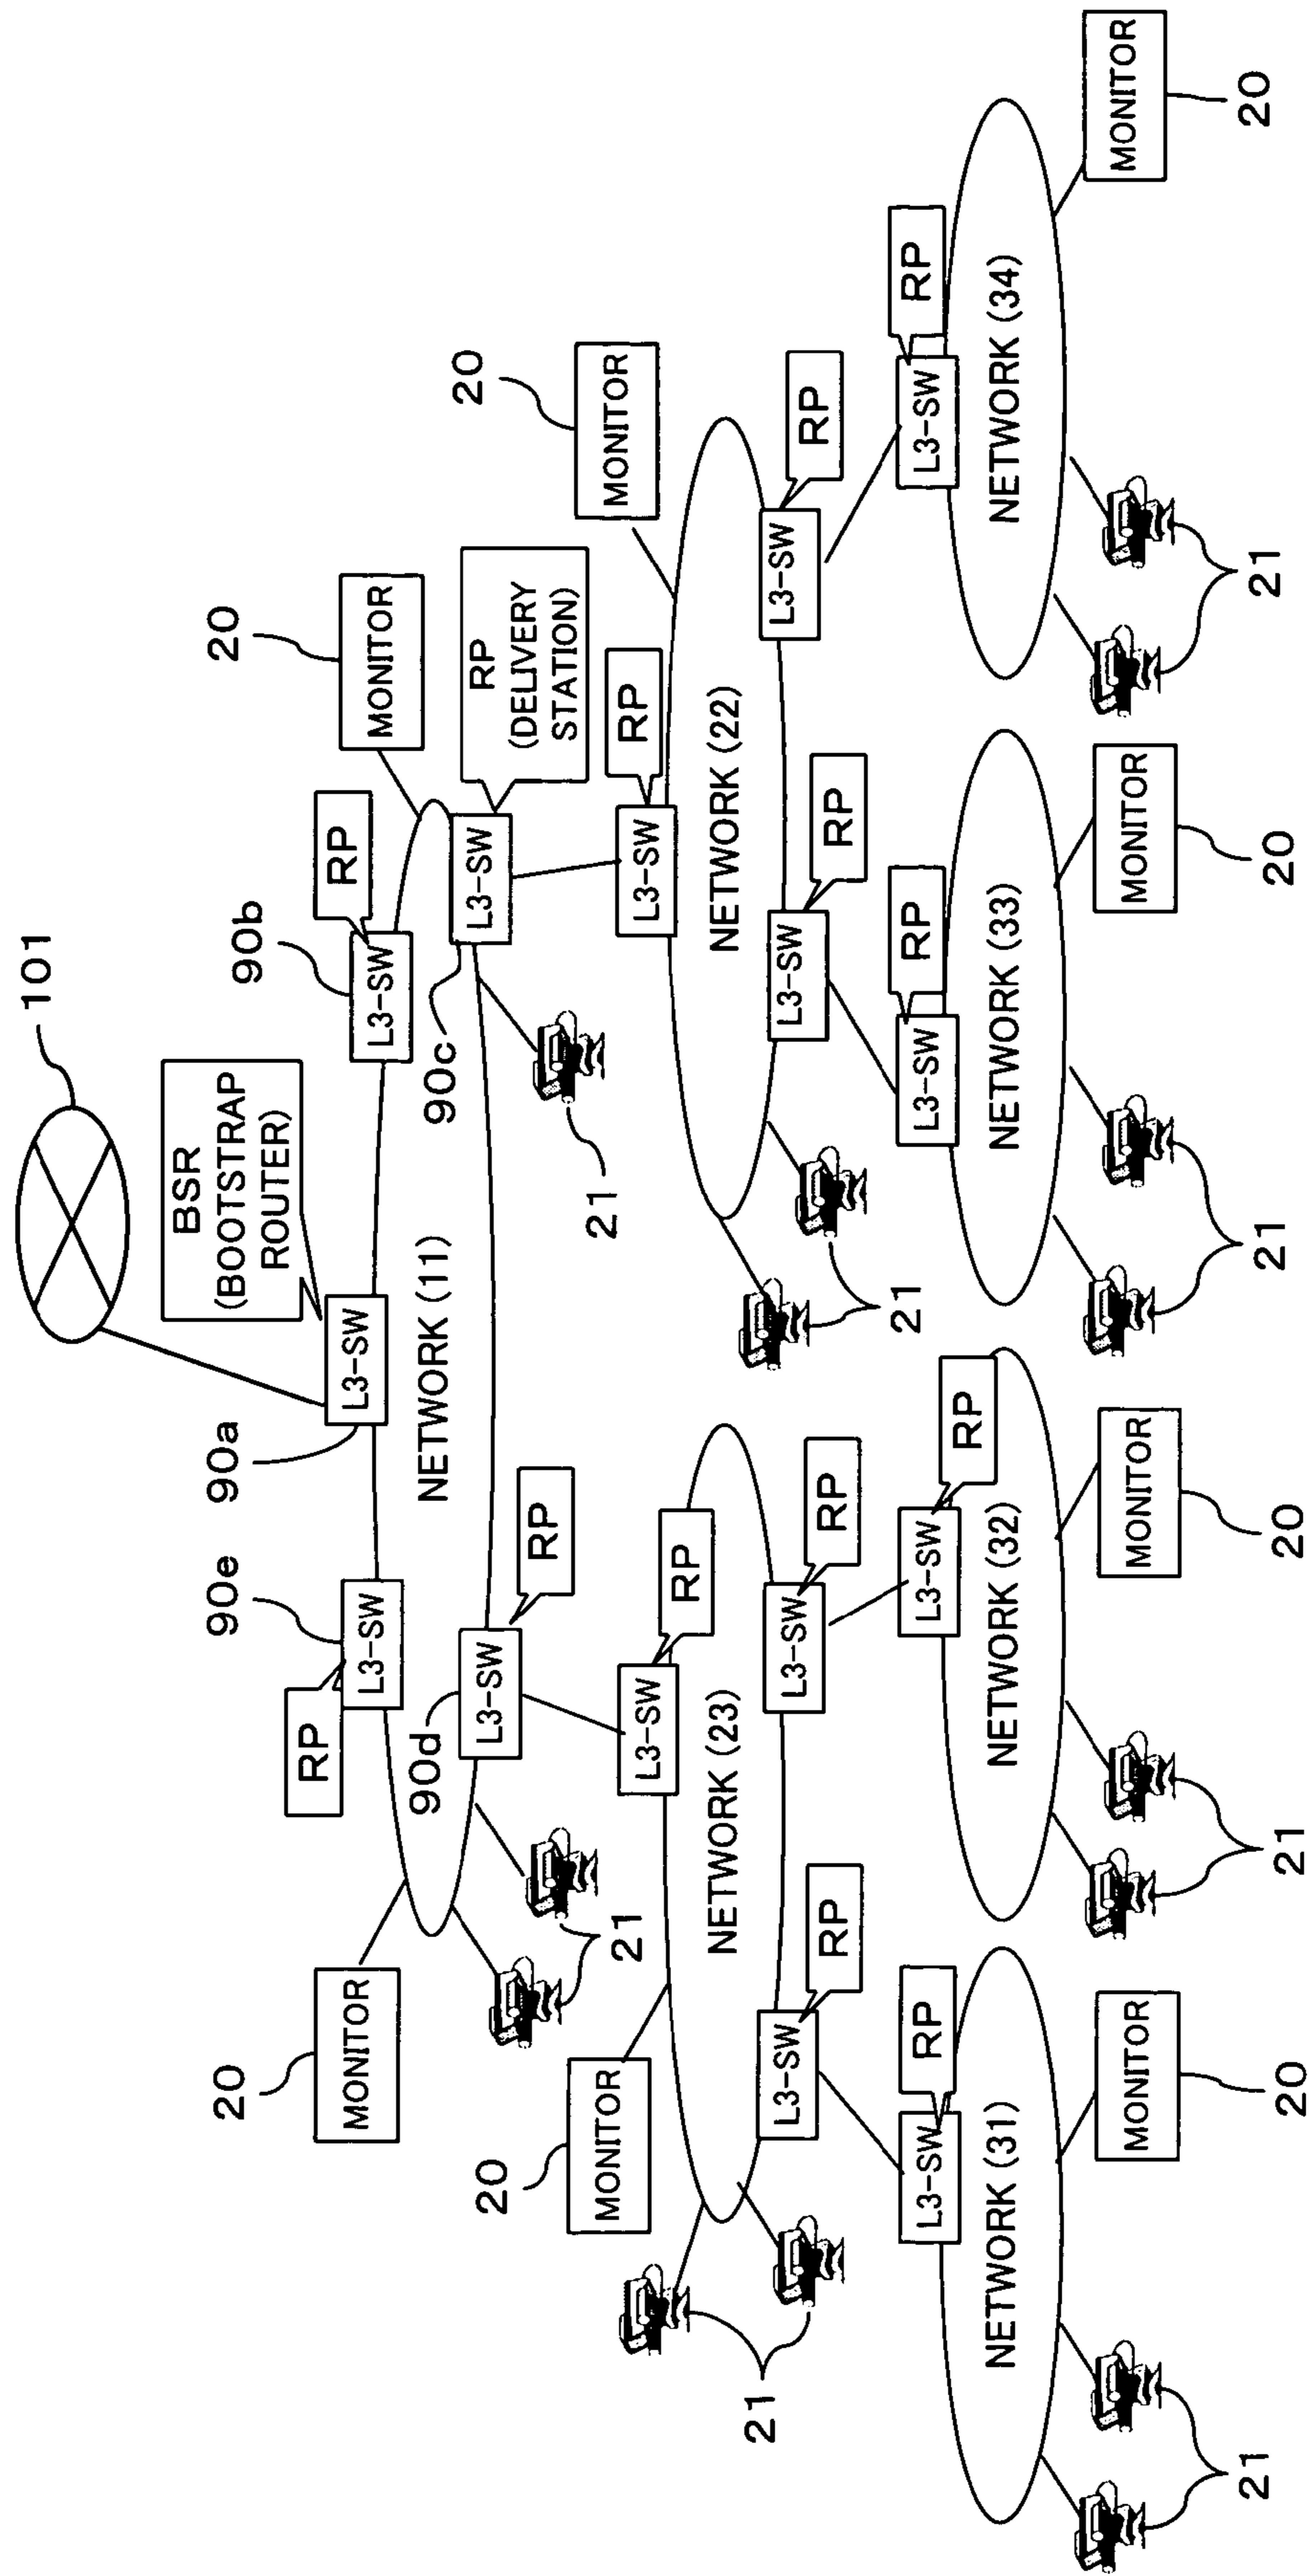 101
BSR
(BOOTSTRAP
ROUTER)
90e
90a
90b
20
RP
L3-SW
L3-SW
L3-SW
RP
MONITOR
20
MONITOR
NETWORK (11)
90d
L3-SW
RP
90c
L3-SW
RP
(DELIVERY
STATION)
21
21
20
MONITOR
L3-SW
RP
NETWORK (23)
L3-SW
RP
L3-SW
RP
21
L3-SW
RP
20
MONITOR
NETWORK (22)
L3-SW
RP
L3-SW
RP
21
L3-SW
RP
NETWORK (31)
MONITOR
20
21
L3-SW
RP
NETWORK (32)
MONITOR
20
21
L3-SW
RP
NETWORK (33)
MONITOR
20
21
L3-SW
RP
NETWORK (34)
MONITOR
20
21